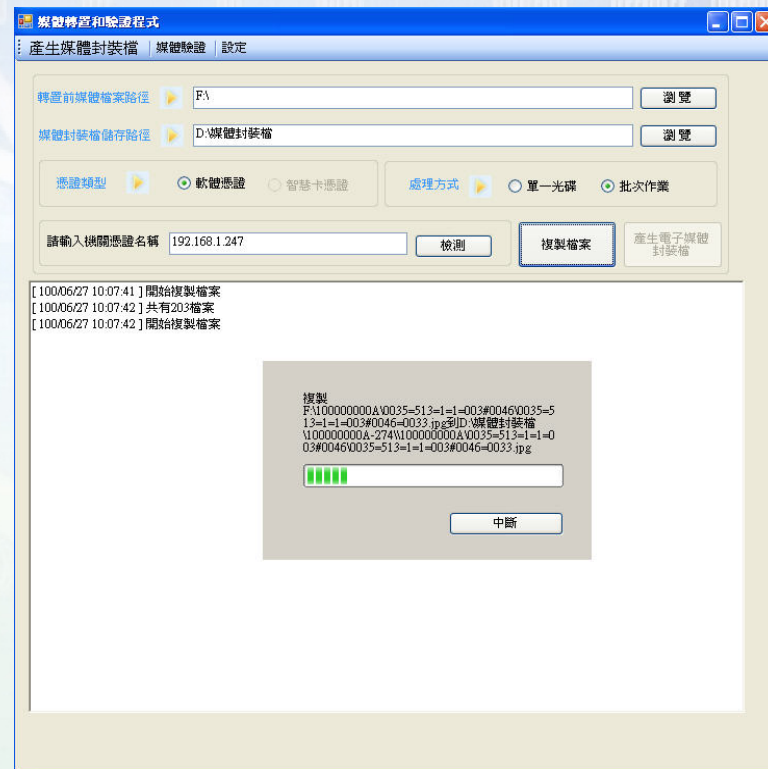 媒體轉置和驗證程式
產生媒體封裝檔 媒體驗證 設定
轉置前媒體檔案路徑 F:\ 瀏覽
媒體封裝檔儲存路徑 D:\媒體封裝檔 瀏覽
憑證類型 軟體憑證 智慧卡憑證 處理方式 單一光碟 批次作業
請輸入機關憑證名稱 192.168.1.247 檢測 複製檔案 產生電子媒體
封裝檔
[ 100/06/27 10:07:41 ] 開始複製檔案
[ 100/06/27 10:07:42 ] 共有203檔案
[ 100/06/27 10:07:42 ] 開始複製檔案
複製
F:\100000000A\0035=513=1=1=003#0046\0035=5
13=1=1=003#0046=0033.jpg到D:\媒體封裝檔
\100000000A-274\\100000000A\0035=513=1=1=0
03#0046\0035=513=1=1=003#0046=0033.jpg
中斷